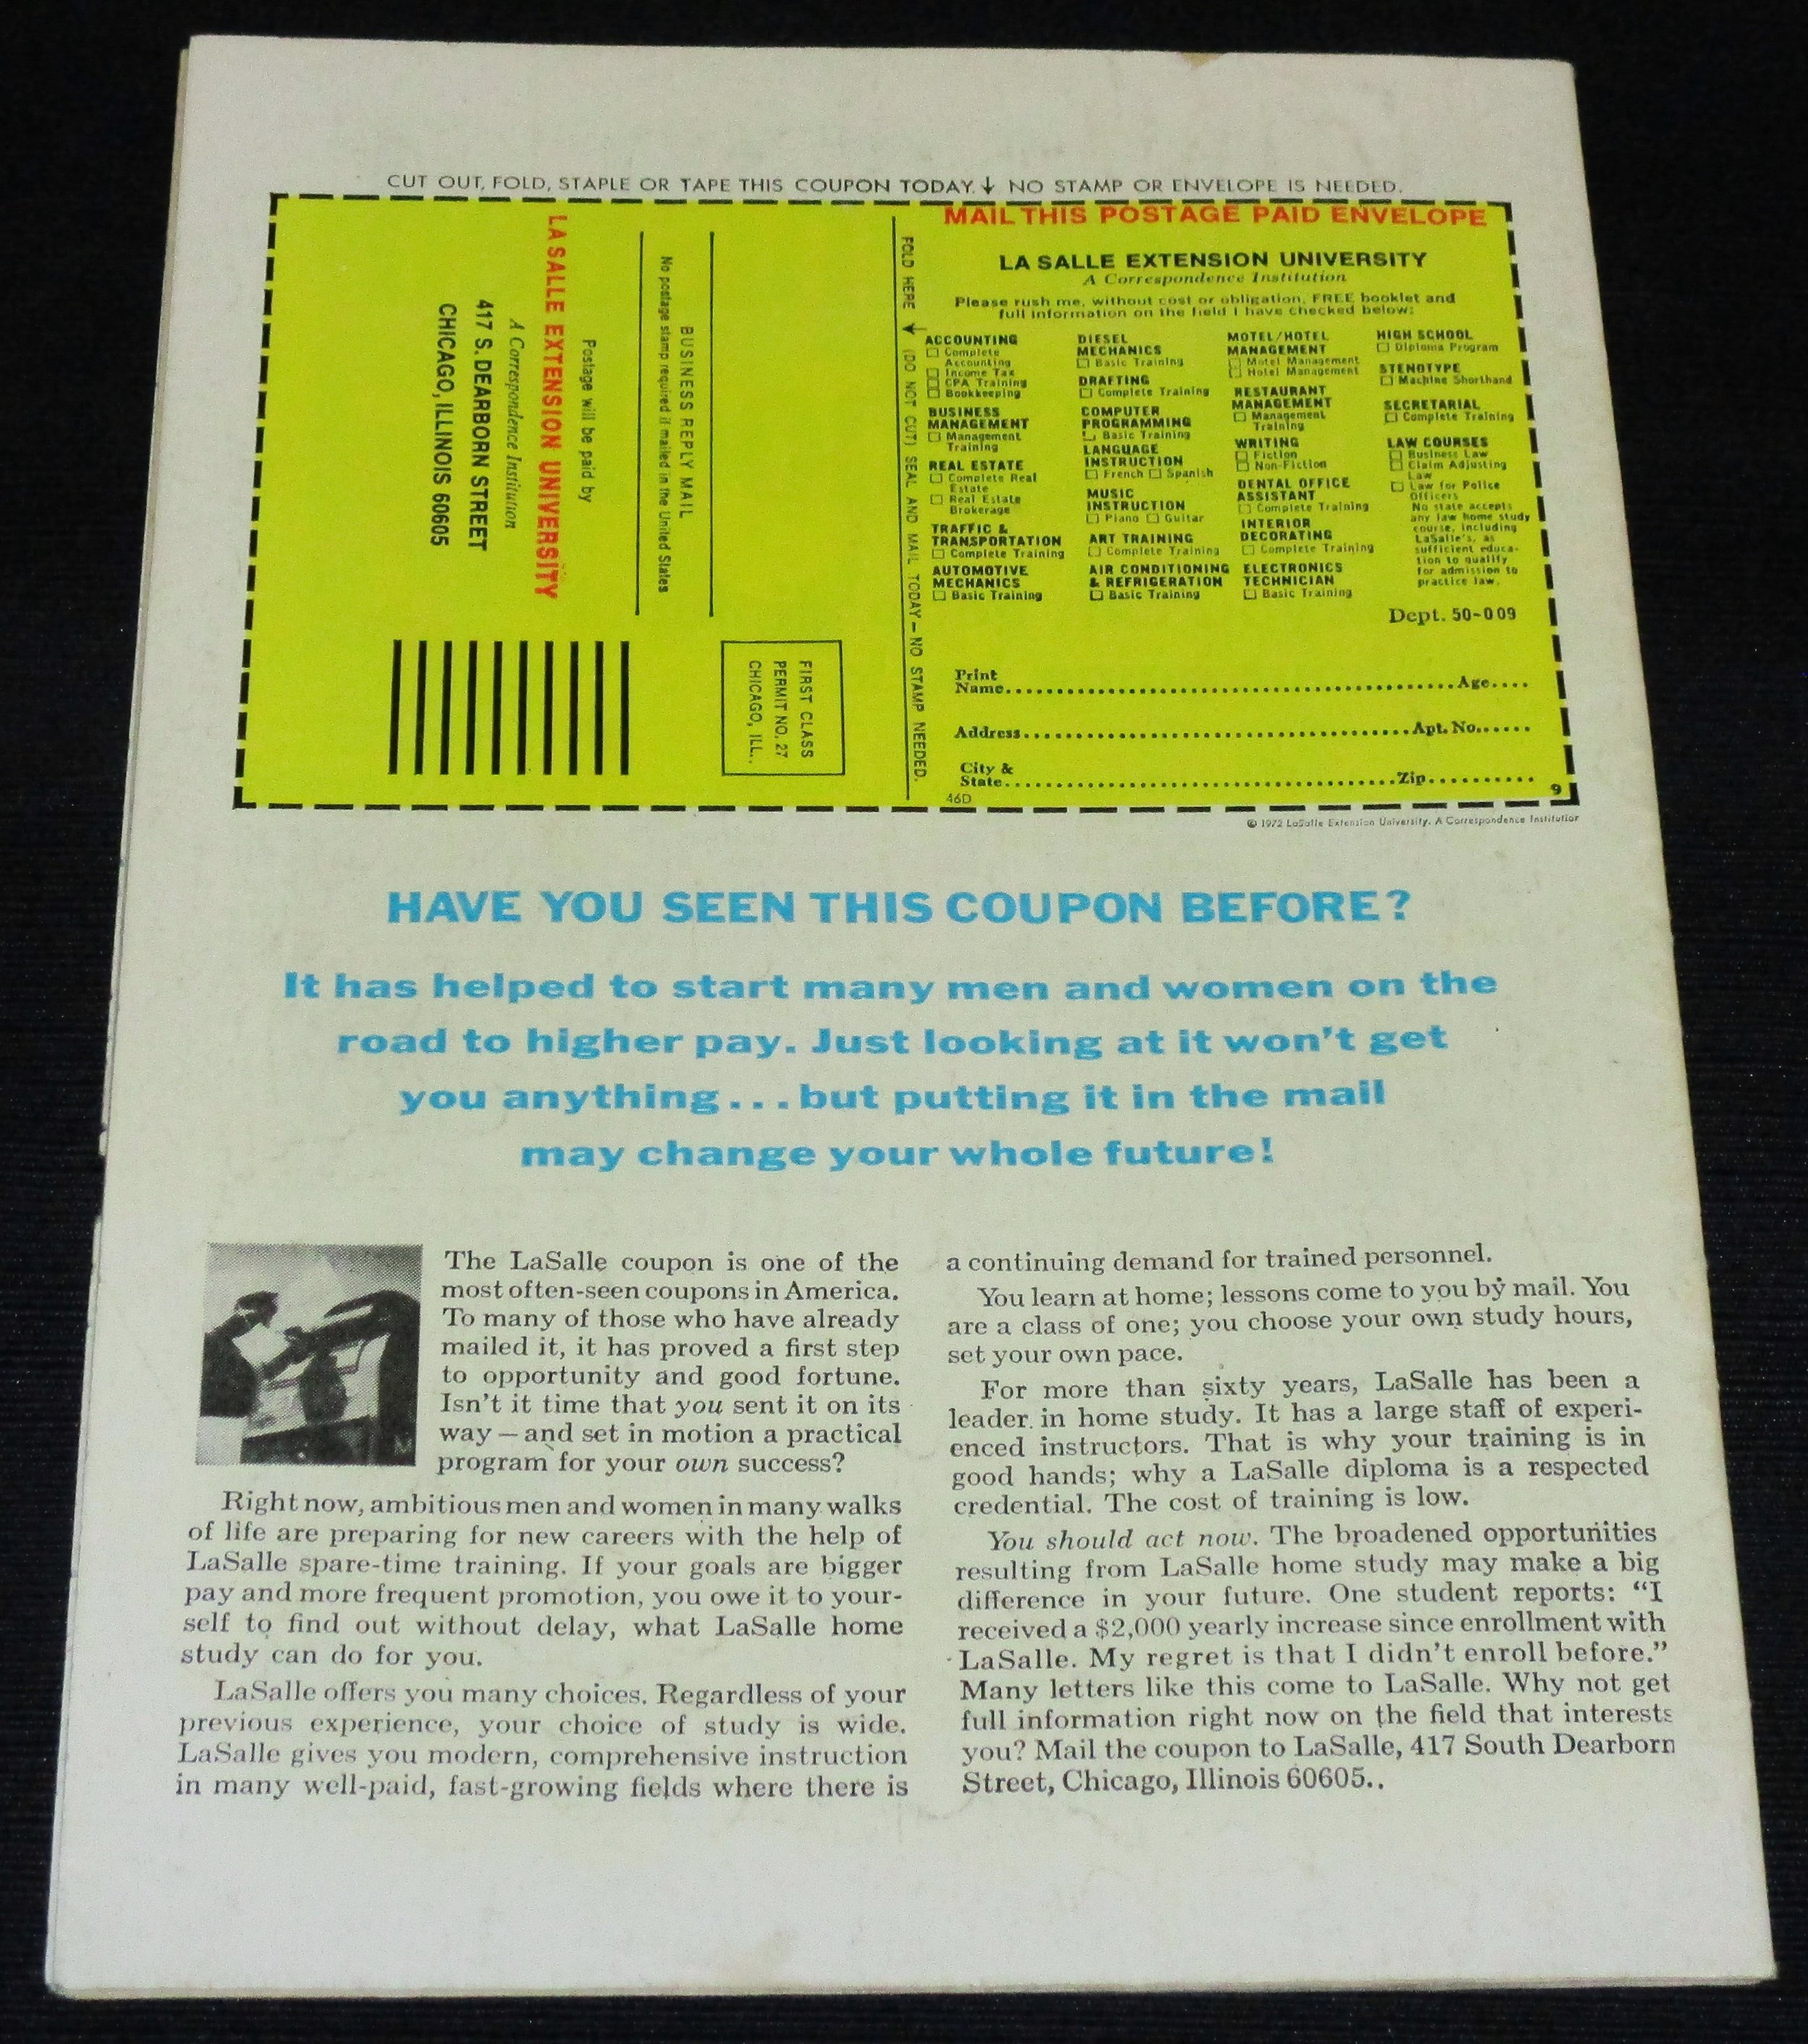 CUT OUT, FOLD, STAPLE OR TAPE THIS COUPON TODAY. ↓ NO STAMP OR ENVELOPE IS NEEDED.
LA SALLE EXTENSION UNIVERSITY
A Correspondence Institution
417 S. DEARBORN STREET
CHICAGO, ILLINOIS 60605
Postage will be paid by
No postage stamp required if mailed in the United States
BUSINESS REPLY MAIL
FIRST CLASS
PERMIT NO. 27
CHICAGO, ILL.
FOLD HERE ↓ (DO NOT CUT) SEAL AND MAIL TODAY – NO STAMP NEEDED.
MAIL THIS POSTAGE PAID ENVELOPE
LA SALLE EXTENSION UNIVERSITY
A Correspondence Institution
Please rush me, without cost or obligation, FREE booklet and
full information on the field I have checked below:
ACCOUNTING
☐ Complete
Accounting
☐ Income Tax
☐ CPA Training
☐ Bookkeeping
BUSINESS
MANAGEMENT
☐ Management
Training
REAL ESTATE
☐ Complete Real
Estate
☐ Real Estate
Brokerage
TRAFFIC &
TRANSPORTATION
☐ Complete Training
AUTOMOTIVE
MECHANICS
☐ Basic Training
DIESEL
MECHANICS
☐ Basic Training
DRAFTING
☐ Complete Training
COMPUTER
PROGRAMMING
☐ Basic Training
LANGUAGE
INSTRUCTION
☐ French ☐ Spanish
MUSIC
INSTRUCTION
☐ Piano ☐ Guitar
ART TRAINING
☐ Complete Training
AIR CONDITIONING
& REFRIGERATION
☐ Basic Training
MOTEL/HOTEL
MANAGEMENT
☐ Motel Management
☐ Hotel Management
RESTAURANT
MANAGEMENT
☐ Management
Training
WRITING
☐ Fiction
☐ Non-Fiction
DENTAL OFFICE
ASSISTANT
☐ Complete Training
INTERIOR
DECORATING
☐ Complete Training
ELECTRONICS
TECHNICIAN
☐ Basic Training
HIGH SCHOOL
☐ Diploma Program
STENOTYPE
☐ Machine Shorthand
SECRETARIAL
☐ Complete Training
LAW COURSES
☐ Business Law
☐ Claim Adjusting
Law
☐ Law for Police
Officers
No state accepts
any law home study
course, including
LaSalle's, as
sufficient educa-
tion to qualify
for admission to
practice law.
Dept. 50-009
Print
Name.................................................Age....
Address.............................................Apt. No......
City &
State..............................................Zip..........
46D
9
© 1972 LaSalle Extension University, A Correspondence Institution
HAVE YOU SEEN THIS COUPON BEFORE?
It has helped to start many men and women on the
road to higher pay. Just looking at it won't get
you anything...but putting it in the mail
may change your whole future!
The LaSalle coupon is one of the
most often-seen coupons in America.
To many of those who have already
mailed it, it has proved a first step
to opportunity and good fortune.
Isn't it time that you sent it on its
way – and set in motion a practical
program for your own success?
Right now, ambitious men and women in many walks
of life are preparing for new careers with the help of
LaSalle spare-time training. If your goals are bigger
pay and more frequent promotion, you owe it to your-
self to find out without delay, what LaSalle home
study can do for you.
LaSalle offers you many choices. Regardless of your
previous experience, your choice of study is wide.
LaSalle gives you modern, comprehensive instruction
in many well-paid, fast-growing fields where there is
a continuing demand for trained personnel.
You learn at home; lessons come to you by mail. You
are a class of one; you choose your own study hours,
set your own pace.
For more than sixty years, LaSalle has been a
leader in home study. It has a large staff of experi-
enced instructors. That is why your training is in
good hands; why a LaSalle diploma is a respected
credential. The cost of training is low.
You should act now. The broadened opportunities
resulting from LaSalle home study may make a big
difference in your future. One student reports: “I
received a $2,000 yearly increase since enrollment with
LaSalle. My regret is that I didn't enroll before.”
Many letters like this come to LaSalle. Why not get
full information right now on the field that interests
you? Mail the coupon to LaSalle, 417 South Dearborn
Street, Chicago, Illinois 60605..